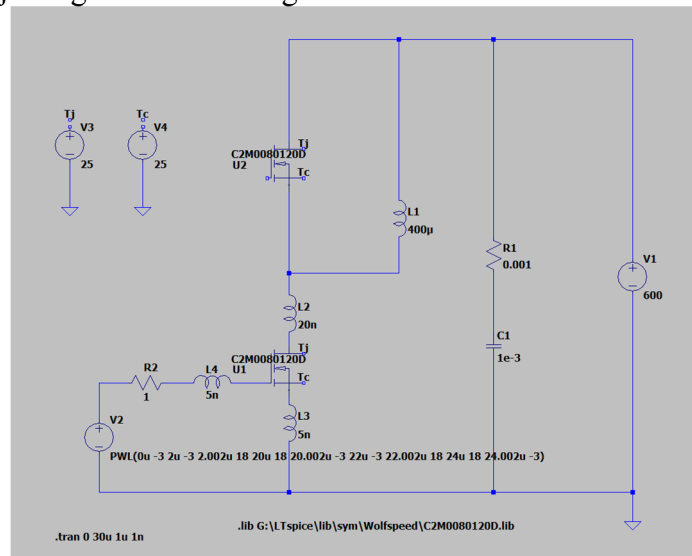 Tj
V3
25
Tc
V4
25
C2M0080120D
U2
Tj
Tc
L1
400µ
R1
0.001
V1
600
C1
1e-3
L2
20n
C2M0080120D
U1
Tj
Tc
R2
1
L4
5n
L3
5n
V2
PWL(0u -3 2u -3 2.002u 18 20u 18 20.002u -3 22u -3 22.002u 18 24u 18 24.002u -3)
.lib G:\LTspice\lib\sym\Wolfspeed\C2M0080120D.lib
.tran 0 30u 1u 1n